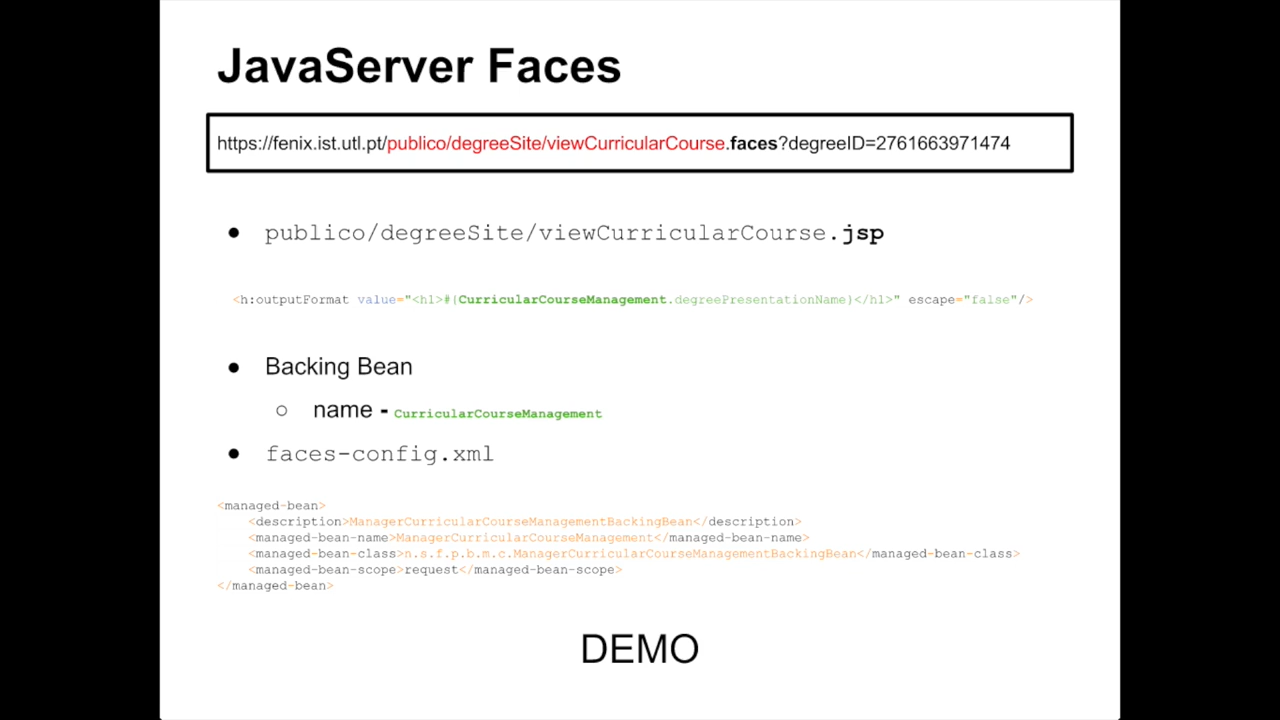 JavaServer Faces
https://fenix.ist.utl.pt/publico/degreeSite/viewCurricularCourse.faces?degreeID=2761663971474
● publico/degreeSite/viewCurricularCourse.jsp
<h:outputFormat value="<h1>#{CurricularCourseManagement.degreePresentationName}</h1>" escape="false"/>
● Backing Bean
○ name - CurricularCourseManagement
● faces-config.xml
<managed-bean>
<description>ManagerCurricularCourseManagementBackingBean</description>
<managed-bean-name>ManagerCurricularCourseManagement</managed-bean-name>
<managed-bean-class>n.s.f.p.b.m.c.ManagerCurricularCourseManagementBackingBean</managed-bean-class>
<managed-bean-scope>request</managed-bean-scope>
</managed-bean>
DEMO